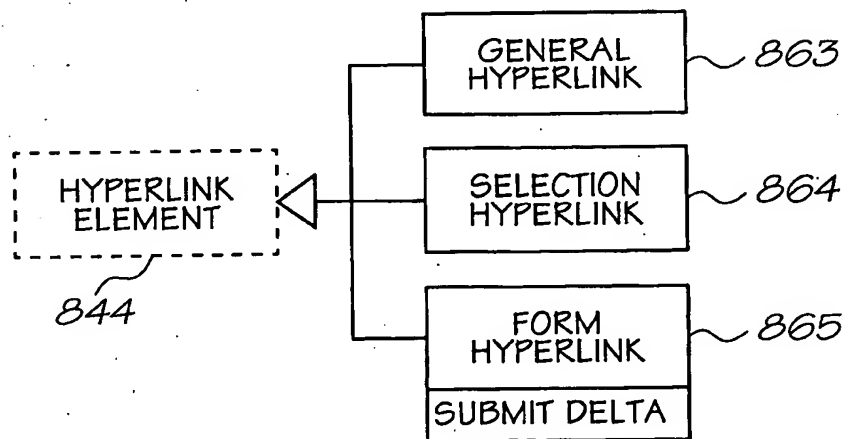 GENERAL
HYPERLINK
863
HYPERLINK
ELEMENT
844
SELECTION
HYPERLINK
864
FORM
HYPERLINK
865
SUBMIT DELTA